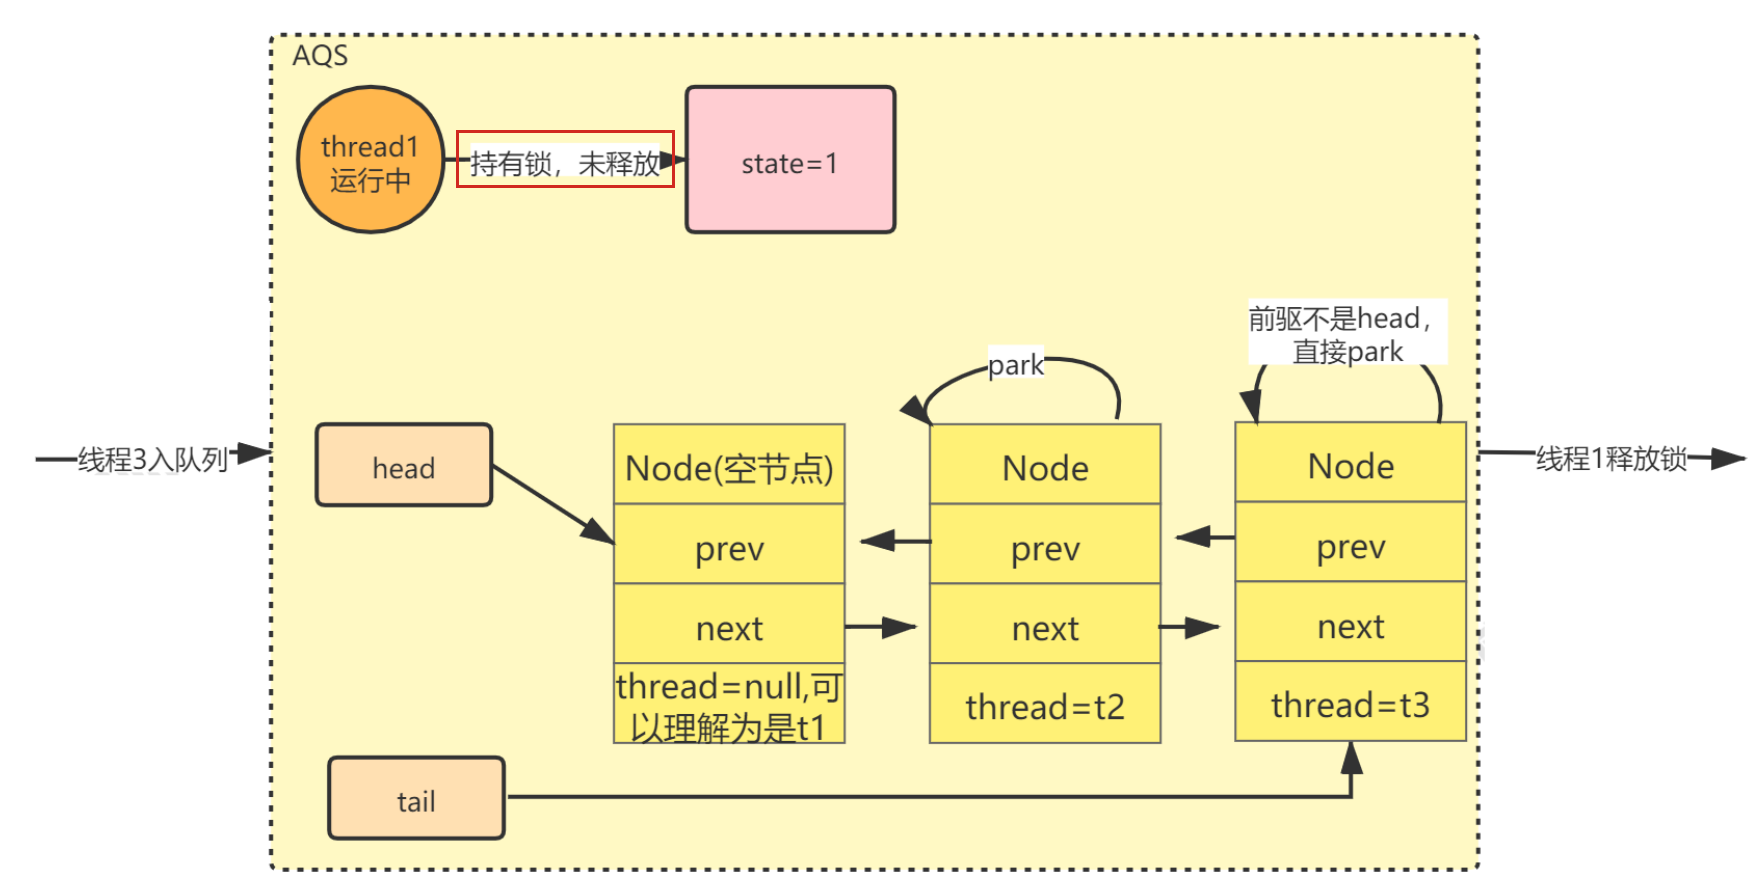 AQS
thread1
运行中
持有锁，未释放
state=1
前驱不是head，
直接park
park
线程3入队列
head
Node(空节点)
prev
next
thread=null,可
以理解为是t1
Node
prev
next
thread=t2
Node
prev
next
thread=t3
线程1释放锁
tail